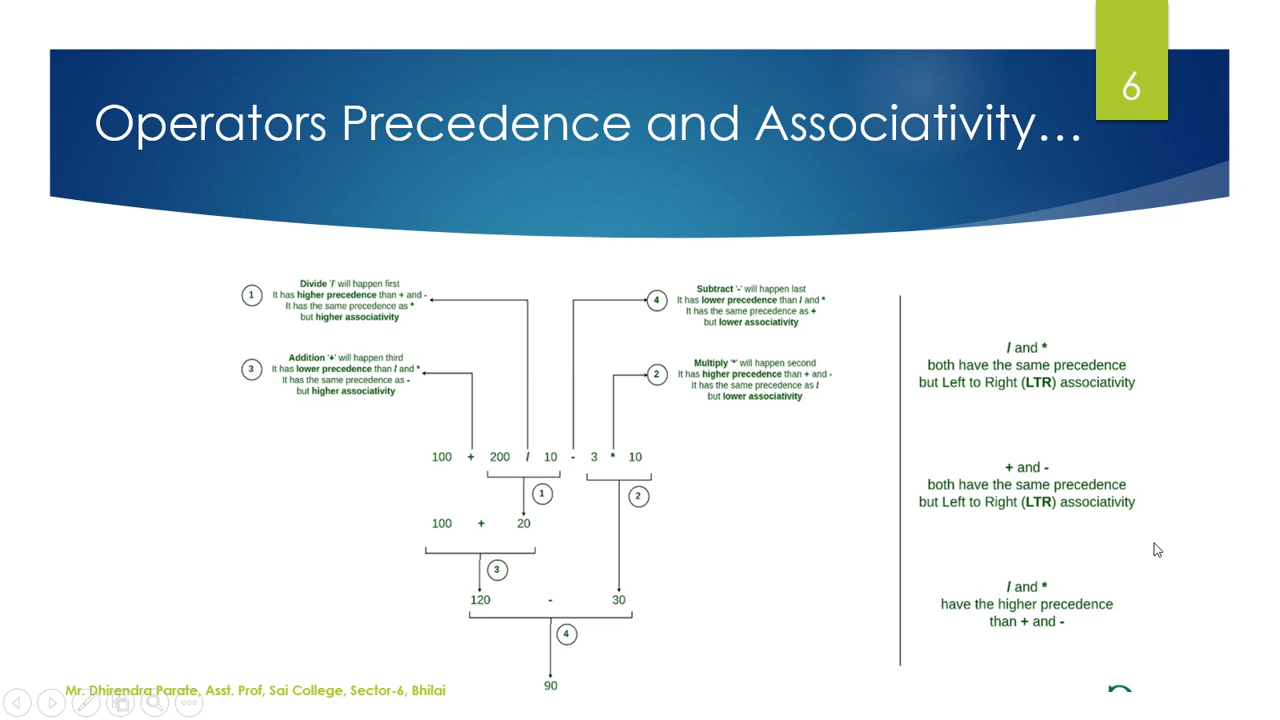 6
Operators Precedence and Associativity...
1
Divide '/' will happen first
It has higher precedence than + and -
It has the same precedence as *
but higher associativity
4
Subtract '-' will happen last
It has lower precedence than / and *
It has the same precedence as +
but lower associativity
3
Addition '+' will happen third
It has lower precedence than / and *
It has the same precedence as -
but higher associativity
2
Multiply '*' will happen second
It has higher precedence than + and -
It has the same precedence as /
but lower associativity
100 + 200 / 10 - 3 * 10
1
2
100 + 20
3
120 - 30
4
90
/ and *
both have the same precedence
but Left to Right (LTR) associativity
+ and -
both have the same precedence
but Left to Right (LTR) associativity
/ and *
have the higher precedence
than + and -
Mr. Dhirendra Parate, Asst. Prof, Sai College, Sector-6, Bhilai